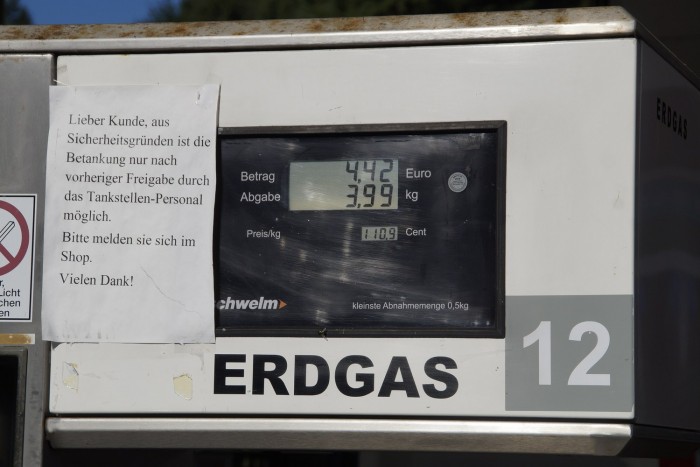 Lieber Kunde, aus
Sicherheitsgründen ist die
Betankung nur nach
vorheriger Freigabe durch
das Tankstellen-Personal
möglich.
Bitte melden sie sich im
Shop.
Vielen Dank!
Betrag 4,42 Euro
Abgabe 3,99 kg
Preis/kg 110,9 Cent
chwelm
kleinste Abnahmemenge 0,5kg
ERDGAS
12
ERDGAS
Licht